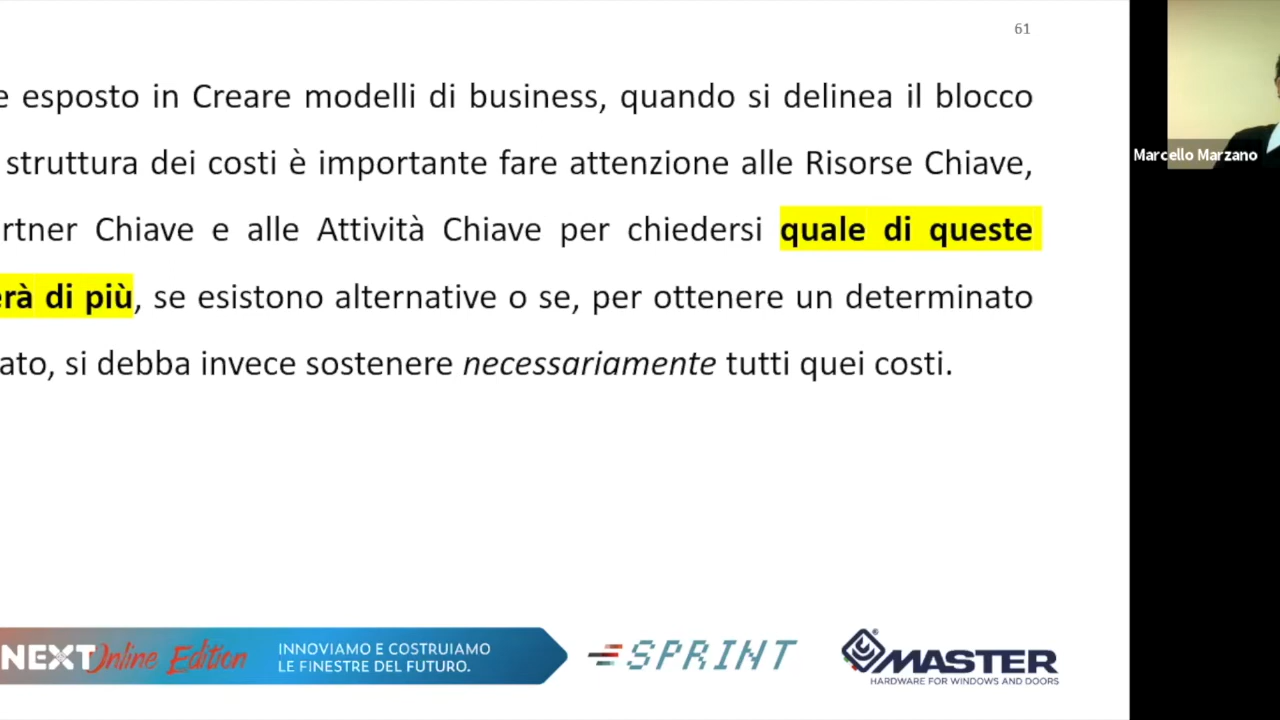 61
e esposto in Creare modelli di business, quando si delinea il blocco
struttura dei costi è importante fare attenzione alle Risorse Chiave,
rtner Chiave e alle Attività Chiave per chiedersi quale di queste
erà di più, se esistono alternative o se, per ottenere un determinato
ato, si debba invece sostenere necessariamente tutti quei costi.
Marcello Marzano
NEXT Online Edition
INNOVIAMO E COSTRUIAMO
LE FINESTRE DEL FUTURO.
SPRINT
®
MASTER
HARDWARE FOR WINDOWS AND DOORS